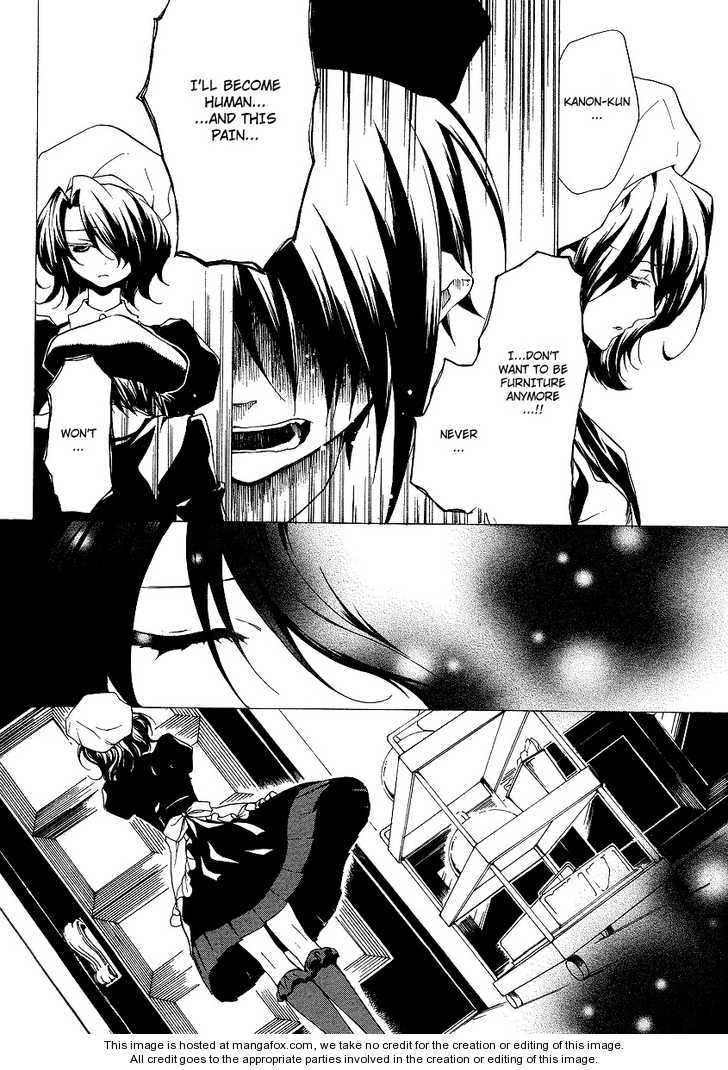 KANON-KUN
...
I...DON'T
WANT TO BE
FURNITURE
ANYMORE
...!!
NEVER
...
I'LL BECOME
HUMAN...
...AND THIS
PAIN...
WON'T
...
THIS IMAGE IS HOSTED AT mangafox.com, we take no credit for the creation or editing of this image.
All credit goes to the appropriate parties involved in the creation or editing of this image.